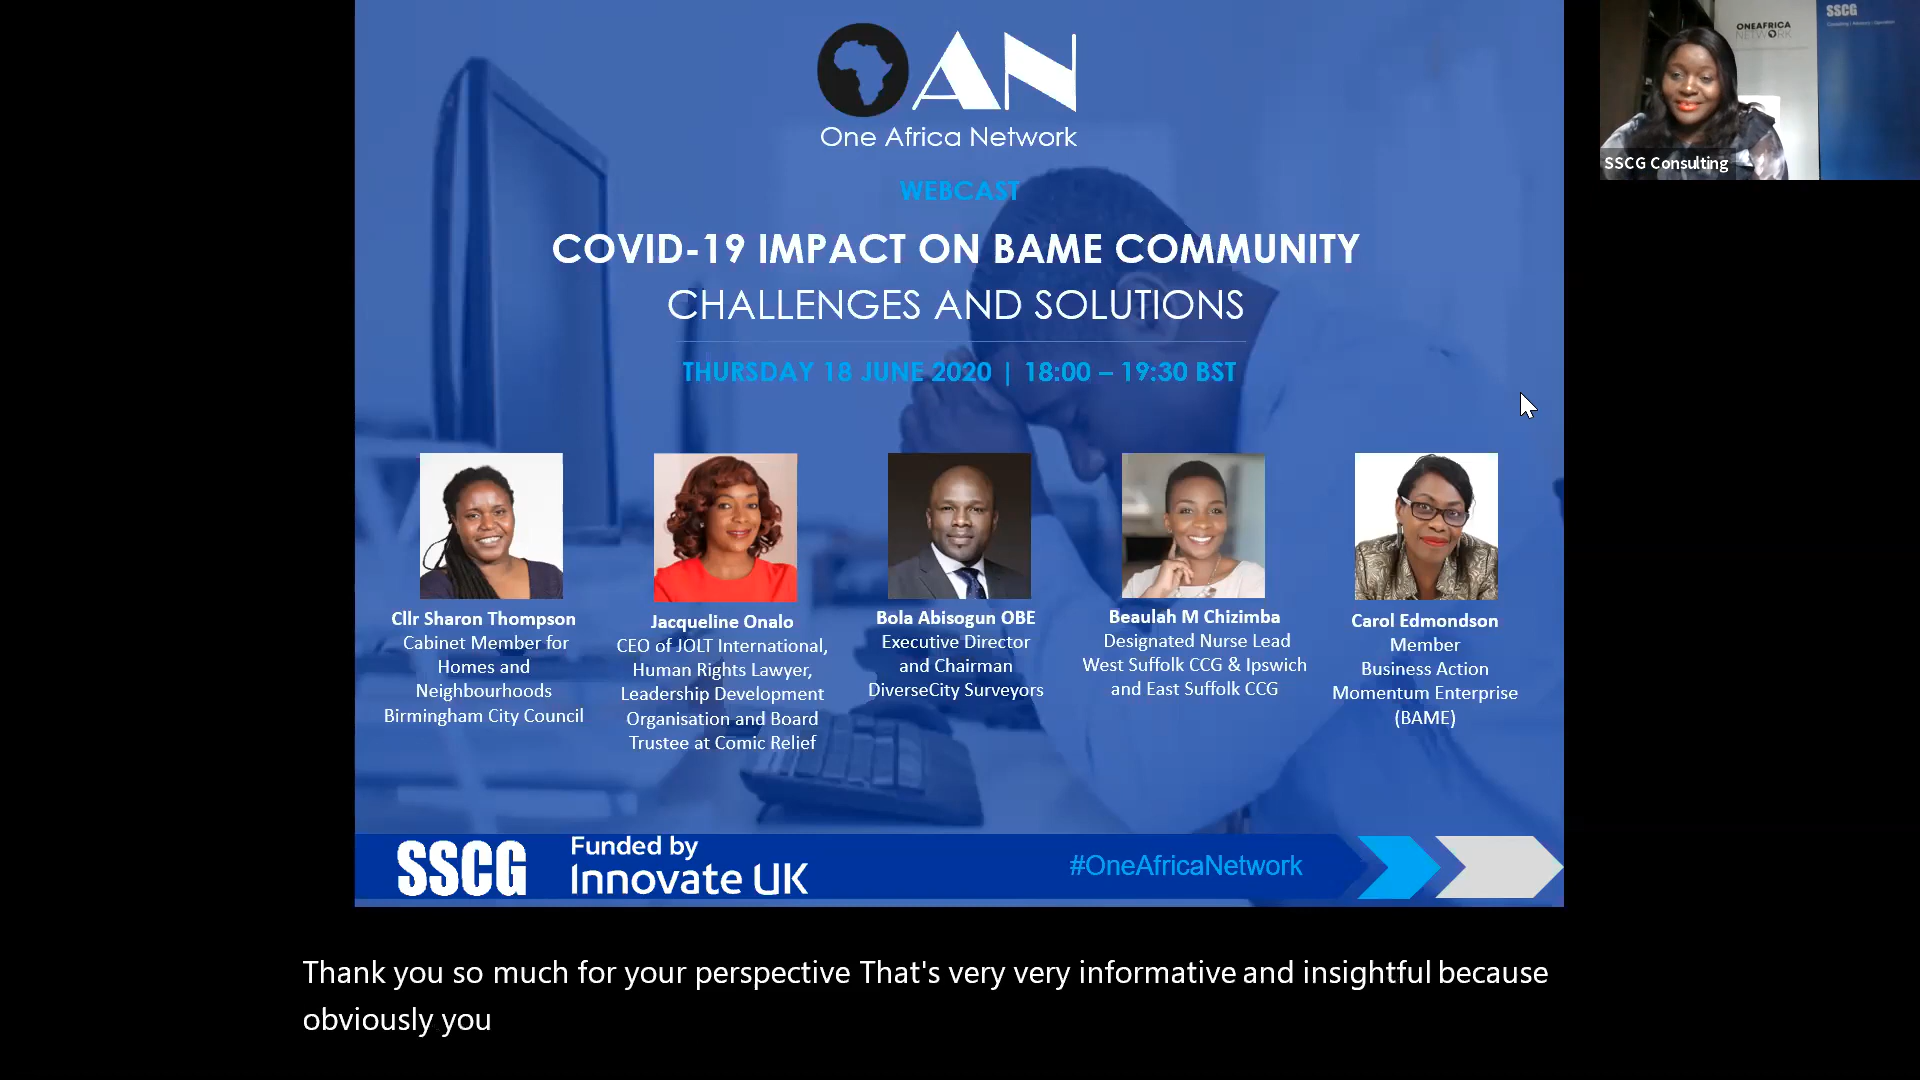 OAN
One Africa Network
WEBCAST
COVID-19 IMPACT ON BAME COMMUNITY
CHALLENGES AND SOLUTIONS
THURSDAY 18 JUNE 2020 | 18:00 – 19:30 BST
Cllr Sharon Thompson
Cabinet Member for
Homes and
Neighbourhoods
Birmingham City Council
Jacqueline Onalo
CEO of JOLT International,
Human Rights Lawyer,
Leadership Development
Organisation and Board
Trustee at Comic Relief
Bola Abisogun OBE
Executive Director
and Chairman
DiverseCity Surveyors
Beaulah M Chizimba
Designated Nurse Lead
West Suffolk CCG & Ipswich
and East Suffolk CCG
Carol Edmondson
Member
Business Action
Momentum Enterprise
(BAME)
SSCG
Funded by
Innovate UK
#OneAfricaNetwork
ONEAFRICA
NETWORK
SSCG
SSCG Consulting
Thank you so much for your perspective That's very very informative and insightful because
obviously you